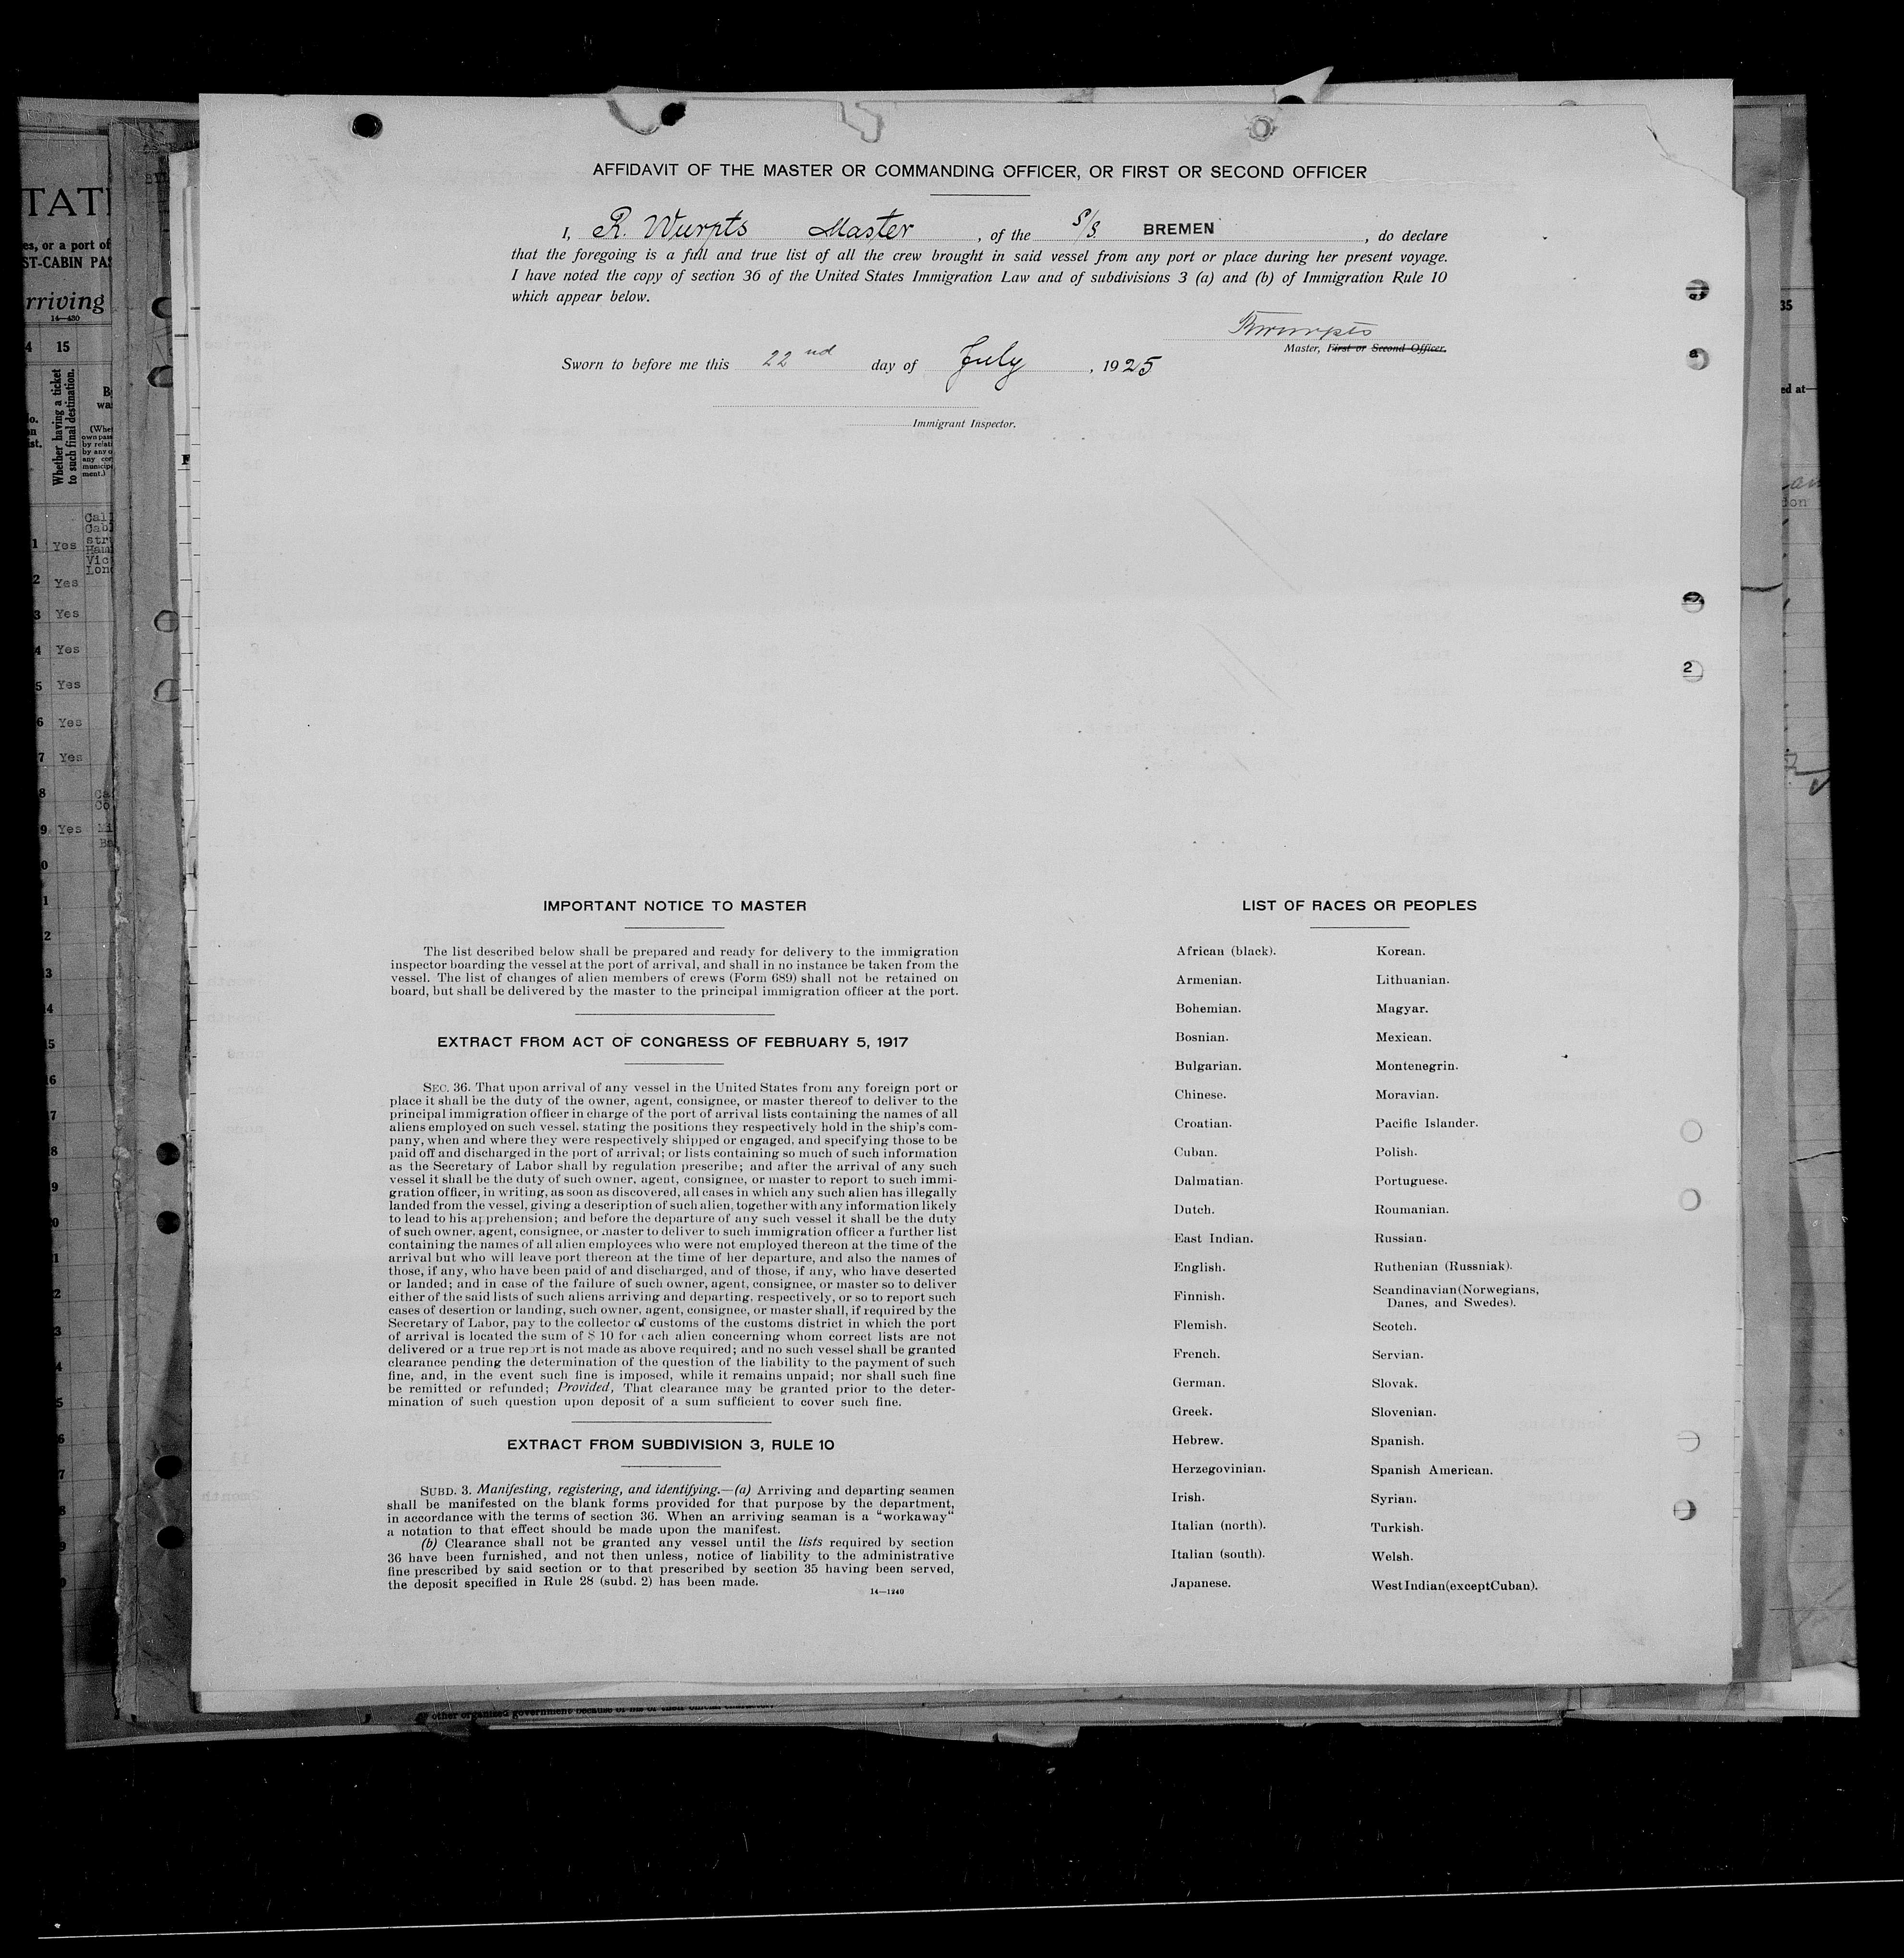 AFFIDAVIT OF THE MASTER OR COMMANDING OFFICER, OR FIRST OR SECOND OFFICER
I, R. Wurpts Master , of the S/S. BREMEN , do declare
that the foregoing is a full and true list of all the crew brought in said vessel from any port or place during her present voyage.
I have noted the copy of section 36 of the United States Immigration Law and of subdivisions 3 (a) and (b) of Immigration Rule 10
which appear below.
RWurpts
Master, First or Second Officer.
Sworn to before me this 22nd day of July , 1925
Immigrant Inspector.
IMPORTANT NOTICE TO MASTER
The list described below shall be prepared and ready for delivery to the immigration
inspector boarding the vessel at the port of arrival, and shall in no instance be taken from the
vessel. The list of changes of alien members of crews (Form 689) shall not be retained on
board, but shall be delivered by the master to the principal immigration officer at the port.
EXTRACT FROM ACT OF CONGRESS OF FEBRUARY 5, 1917
SEC. 36. That upon arrival of any vessel in the United States from any foreign port or
place it shall be the duty of the owner, agent, consignee, or master thereof to deliver to the
principal immigration officer in charge of the port of arrival lists containing the names of all
aliens employed on such vessel, stating the positions they respectively hold in the ship's com-
pany, when and where they were respectively shipped or engaged, and specifying those to be
paid off and discharged in the port of arrival; or lists containing so much of such information
as the Secretary of Labor shall by regulation prescribe; and after the arrival of any such
vessel it shall be the duty of such owner, agent, consignee, or master to report to such immi-
gration officer, in writing, as soon as discovered, all cases in which any such alien has illegally
landed from the vessel, giving a description of such alien, together with any information likely
to lead to his apprehension; and before the departure of any such vessel it shall be the duty
of such owner, agent, consignee, or master to deliver to such immigration officer a further list
containing the names of all alien employees who were not employed thereon at the time of the
arrival but who will leave port thereon at the time of her departure, and also the names of
those, if any, who have been paid of and discharged, and of those, if any, who have deserted
or landed; and in case of the failure of such owner, agent, consignee, or master so to deliver
either of the said lists of such aliens arriving and departing, respectively, or so to report such
cases of desertion or landing, such owner, agent, consignee, or master shall, if required by the
Secretary of Labor, pay to the collector of customs of the customs district in which the port
of arrival is located the sum of $ 10 for each alien concerning whom correct lists are not
delivered or a true report is not made as above required; and no such vessel shall be granted
clearance pending the determination of the question of the liability to the payment of such
fine, and, in the event such fine is imposed, while it remains unpaid; nor shall such fine
be remitted or refunded; Provided, That clearance may be granted prior to the deter-
mination of such question upon deposit of a sum sufficient to cover such fine.
EXTRACT FROM SUBDIVISION 3, RULE 10
SUBD. 3. Manifesting, registering, and identifying.—(a) Arriving and departing seamen
shall be manifested on the blank forms provided for that purpose by the department,
in accordance with the terms of section 36. When an arriving seaman is a "workaway"
a notation to that effect should be made upon the manifest.
(b) Clearance shall not be granted any vessel until the lists required by section
36 have been furnished, and not then unless, notice of liability to the administrative
fine prescribed by said section or to that prescribed by section 35 having been served,
the deposit specified in Rule 28 (subd. 2) has been made.
14—1240
LIST OF RACES OR PEOPLES
African (black). Korean.
Armenian. Lithuanian.
Bohemian. Magyar.
Bosnian. Mexican.
Bulgarian. Montenegrin.
Chinese. Moravian.
Croatian. Pacific Islander.
Cuban. Polish.
Dalmatian. Portuguese.
Dutch. Roumanian.
East Indian. Russian.
English. Ruthenian (Russniak).
Finnish. Scandinavian(Norwegians,
Danes, and Swedes).
Flemish. Scotch.
French. Servian.
German. Slovak.
Greek. Slovenian.
Hebrew. Spanish.
Herzegovinian. Spanish American.
Irish. Syrian.
Italian (north). Turkish.
Italian (south). Welsh.
Japanese. West Indian(except Cuban).
15
Whether having a ticket
to such final destination.
14—430
1 Yes
2 Yes
3 Yes
4 Yes
5 Yes
6 Yes
7 Yes
8
9 Yes
other organized government because of his or their official character.